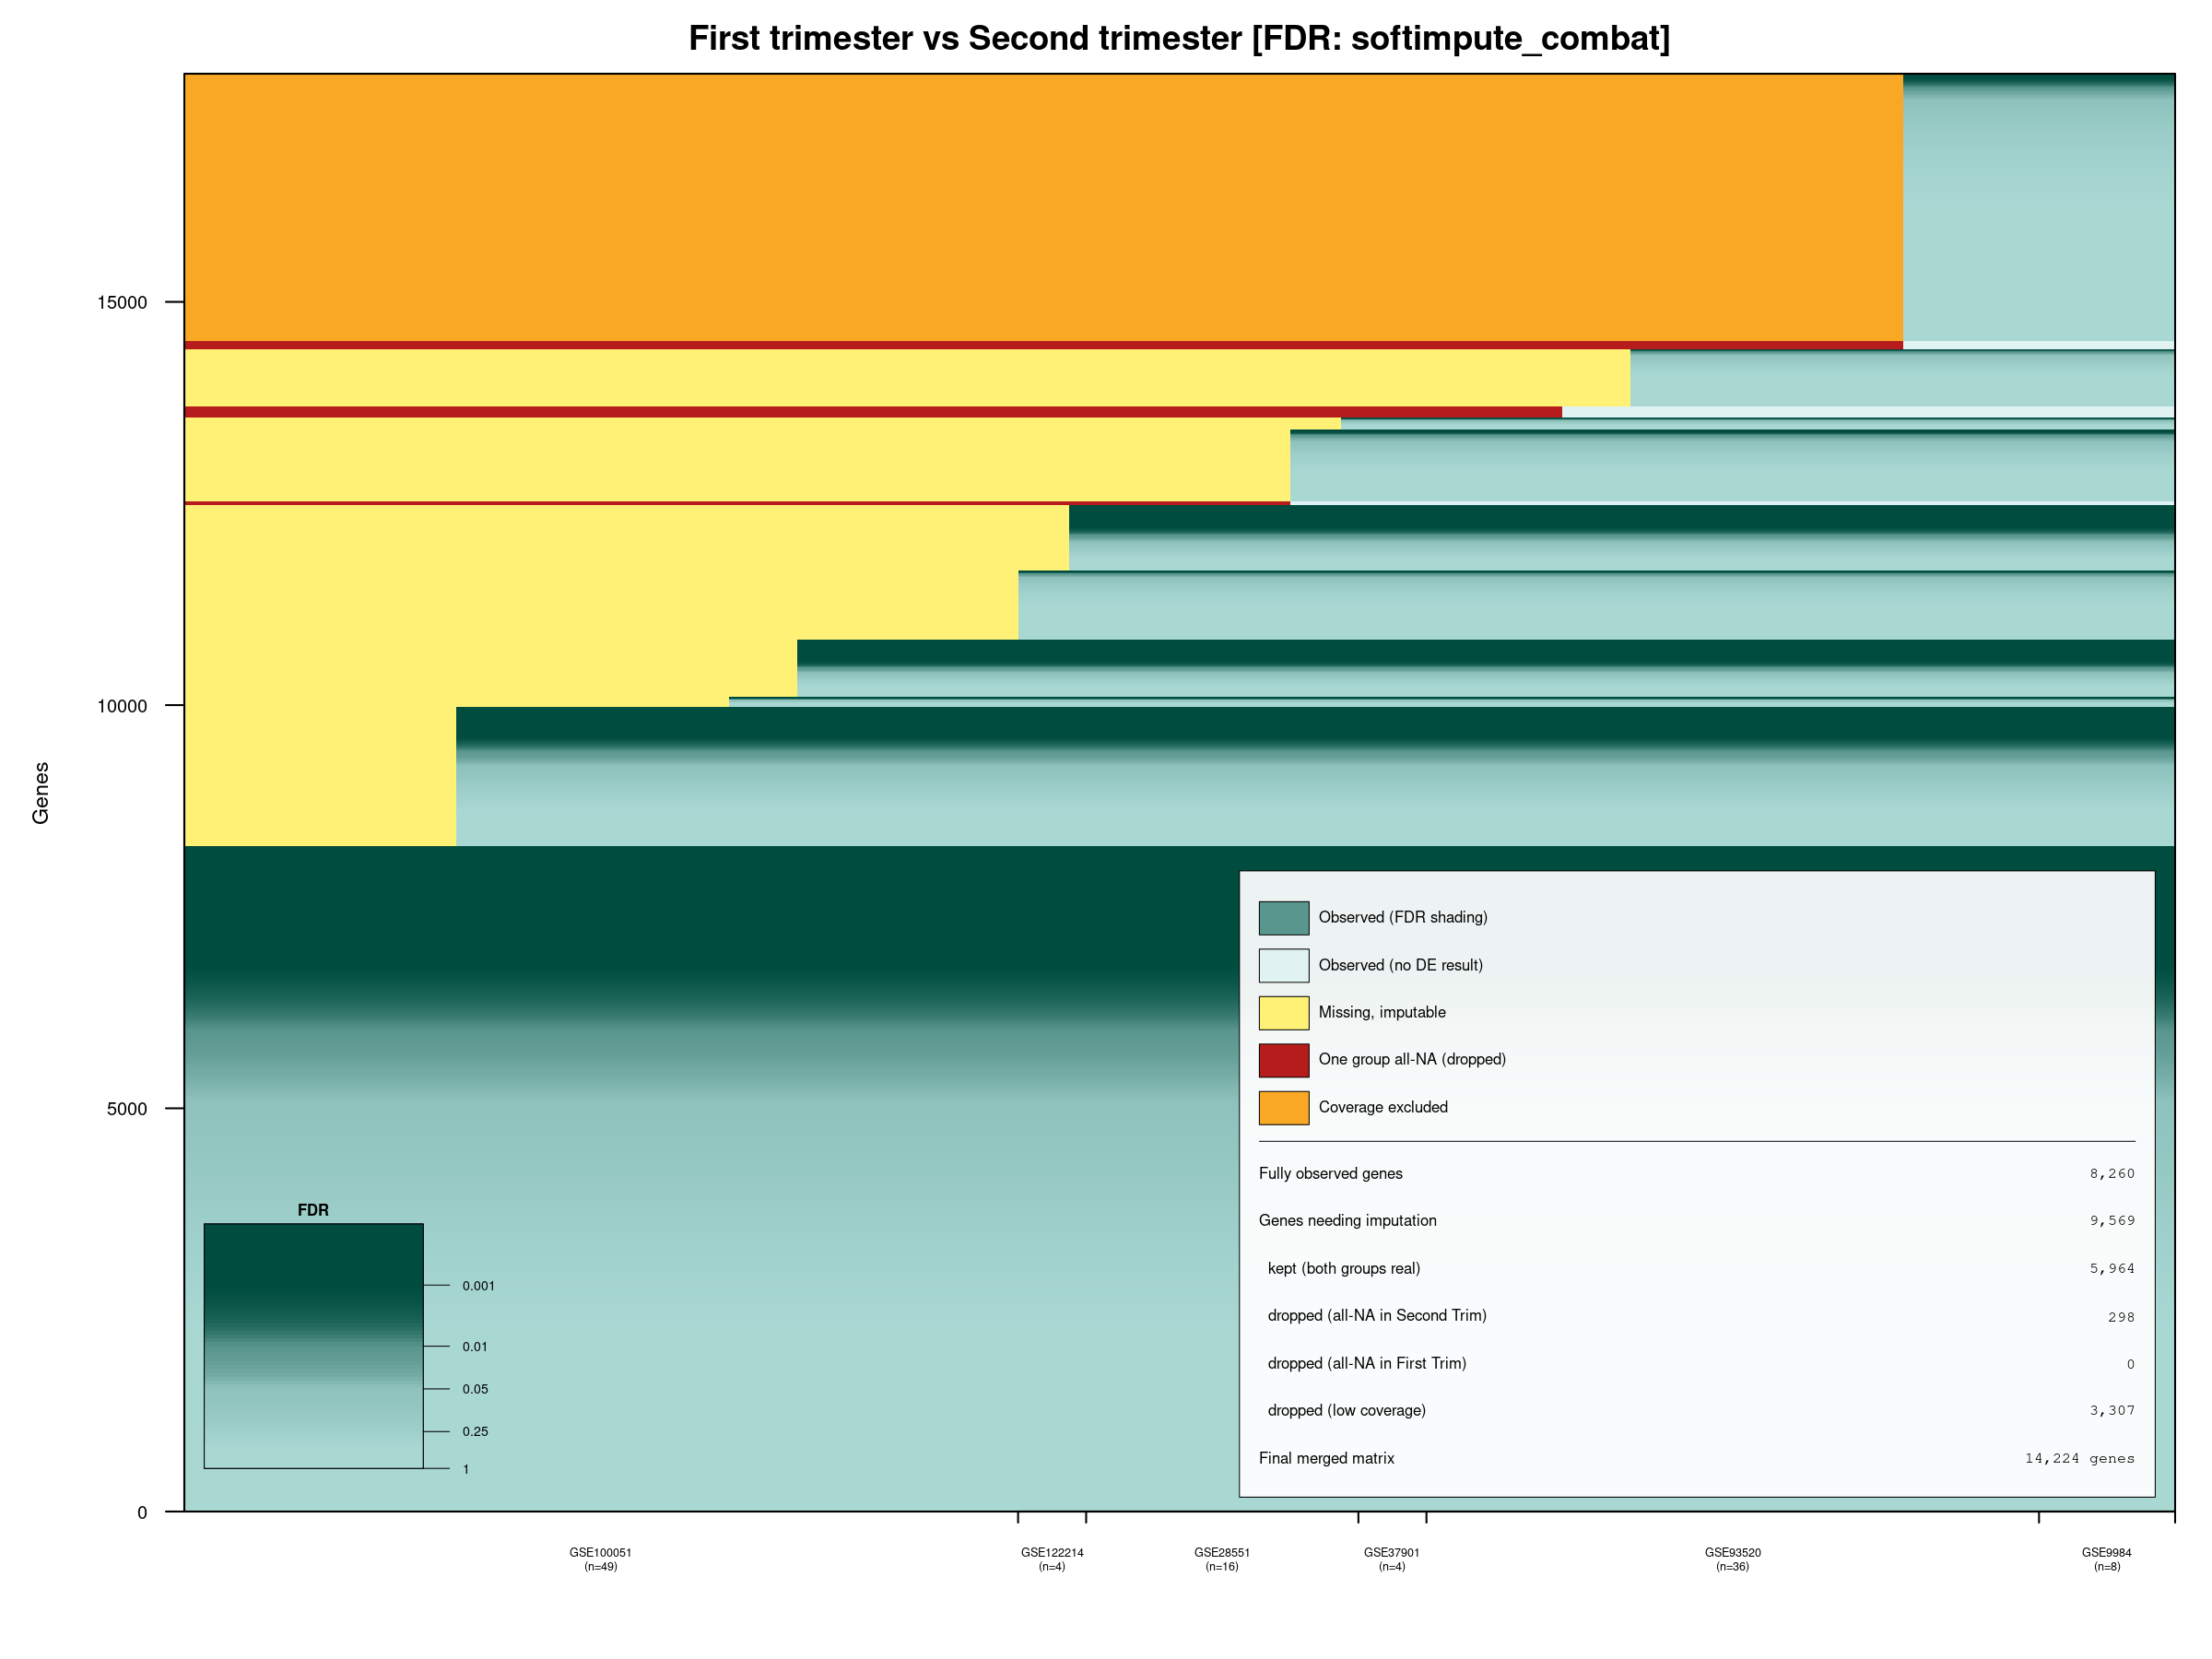 First trimester vs Second trimester [FDR: softimpute_combat]
15000
10000
5000
0
Genes
Observed (FDR shading)
Observed (no DE result)
Missing, imputable
One group all-NA (dropped)
Coverage excluded
Fully observed genes 8,260
Genes needing imputation 9,569
kept (both groups real) 5,964
dropped (all-NA in Second Trim) 298
dropped (all-NA in First Trim) 0
dropped (low coverage) 3,307
Final merged matrix 14,224 genes
FDR
0.001
0.01
0.05
0.25
1
GSE100051
(n=49)
GSE122214
(n=4)
GSE28551
(n=16)
GSE37901
(n=4)
GSE93520
(n=36)
GSE9984
(n=8)